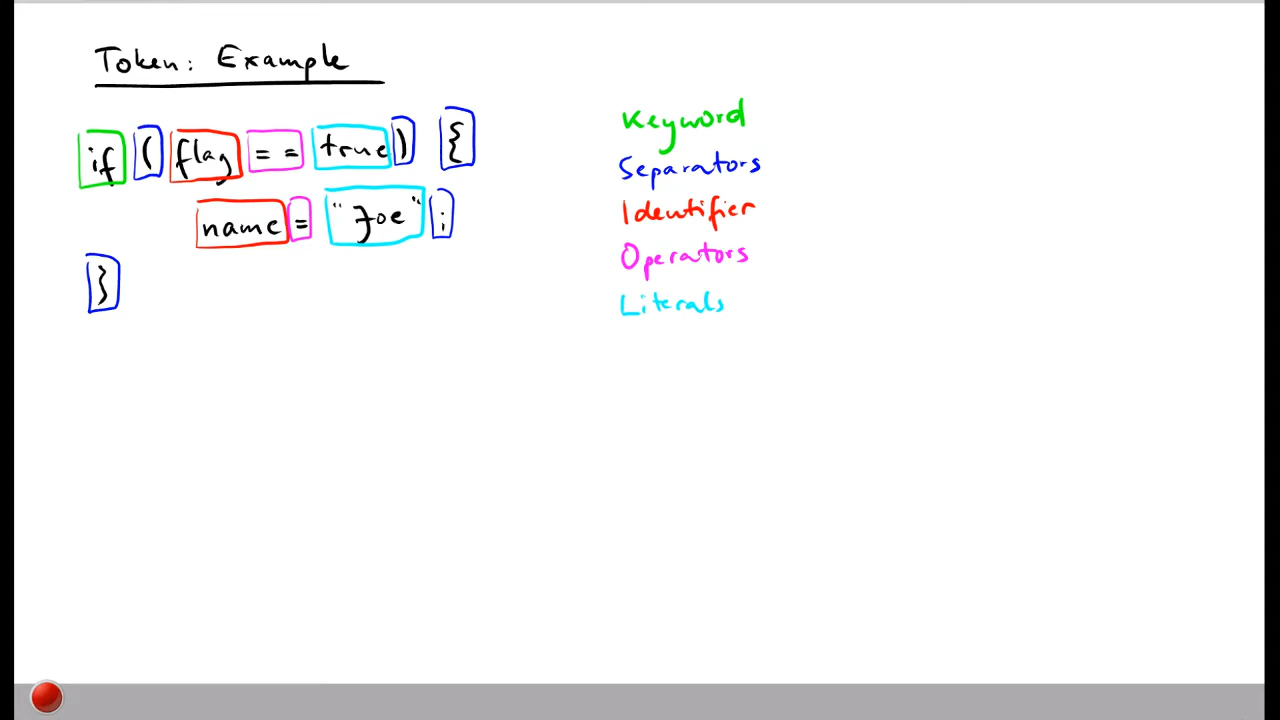 Token: Example
if ( flag == true ) {
name = "Joe" ;
}
Keyword
Separators
Identifier
Operators
Literals